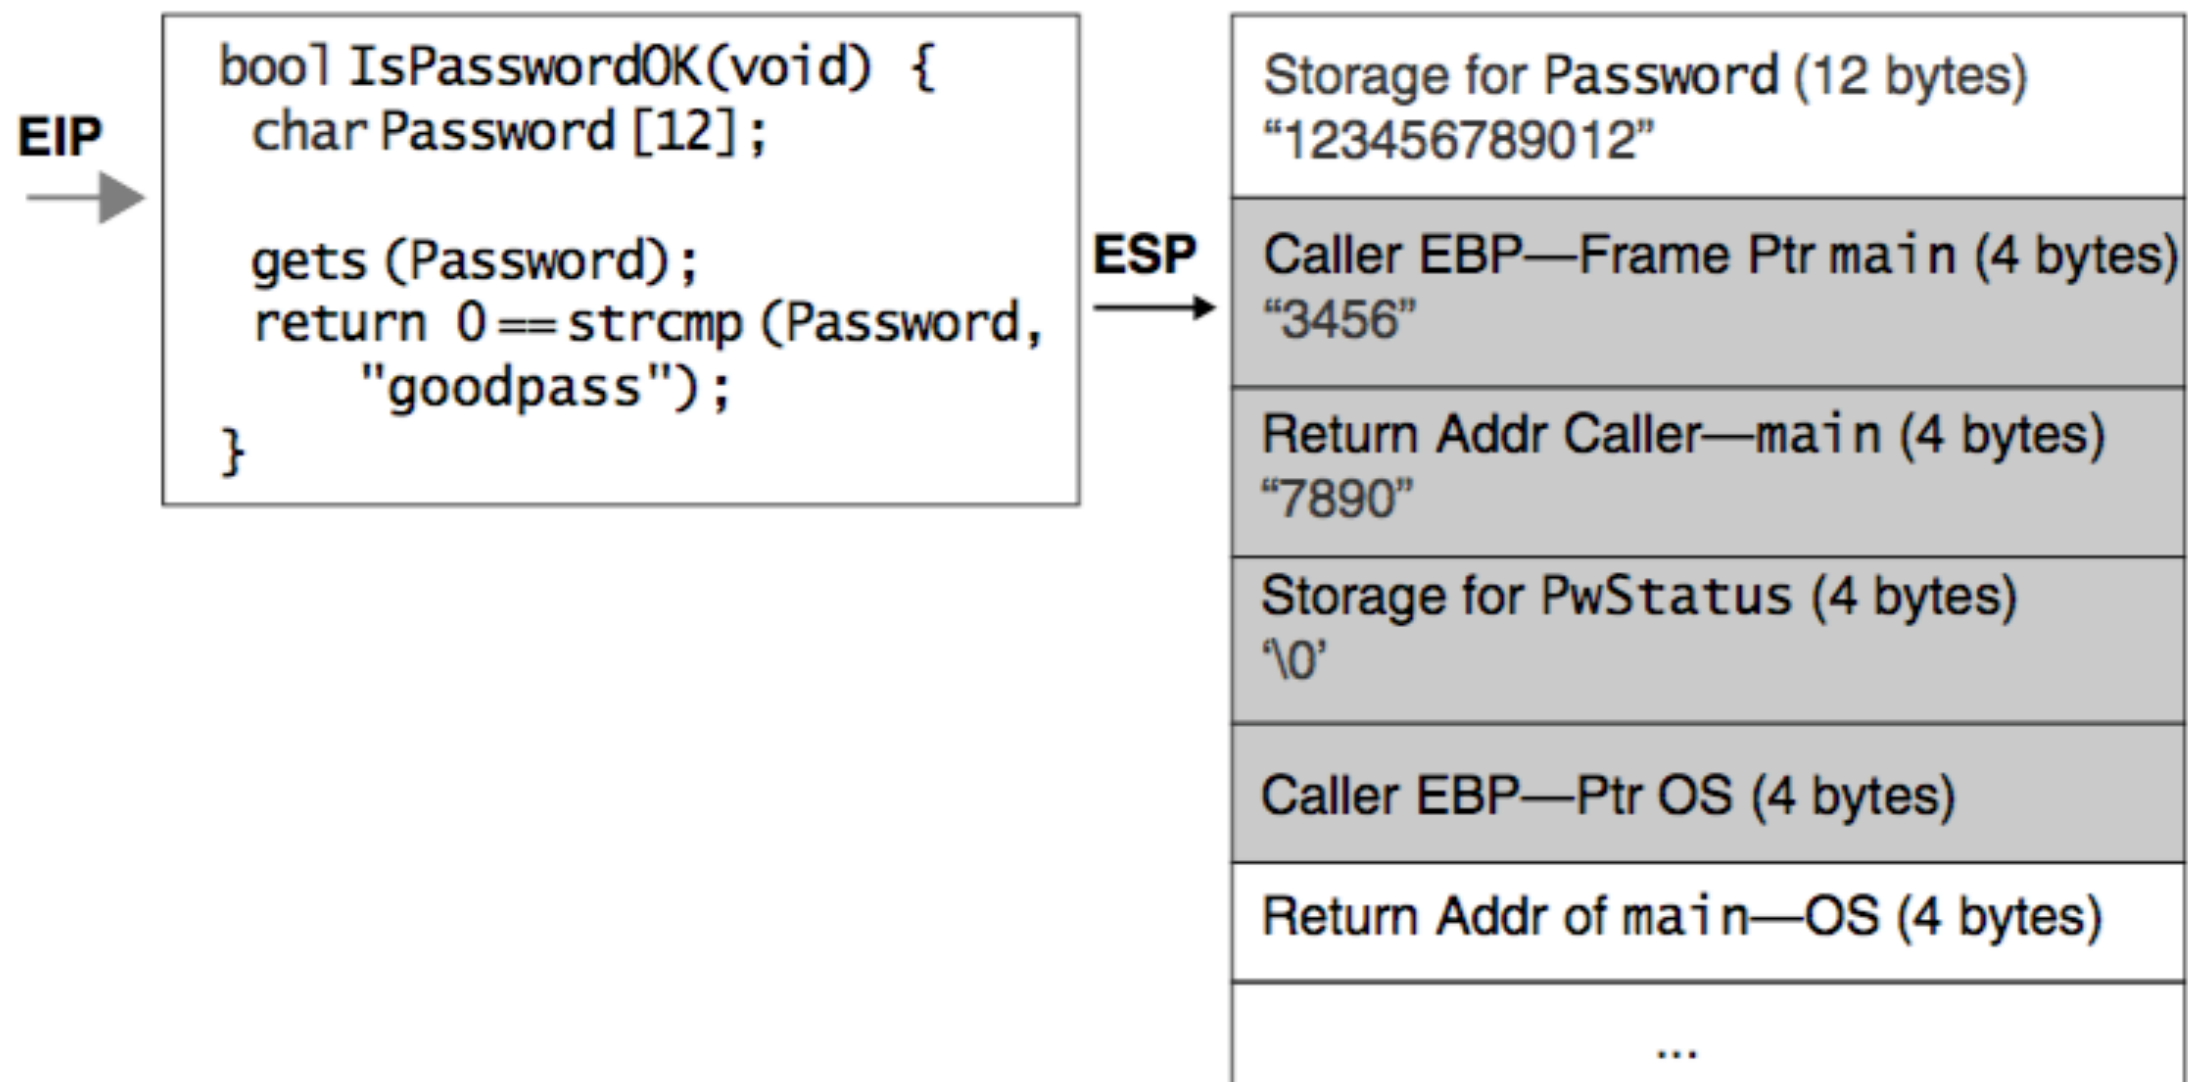 EIP
bool IsPasswordOK(void) {
char Password[12];
gets(Password);
return 0==strcmp(Password,
"goodpass");
}
ESP
Storage for Password (12 bytes)
“123456789012”
Caller EBP—Frame Ptr main (4 bytes)
“3456”
Return Addr Caller—main (4 bytes)
“7890”
Storage for PwStatus (4 bytes)
‘\0’
Caller EBP—Ptr OS (4 bytes)
Return Addr of main—OS (4 bytes)
...